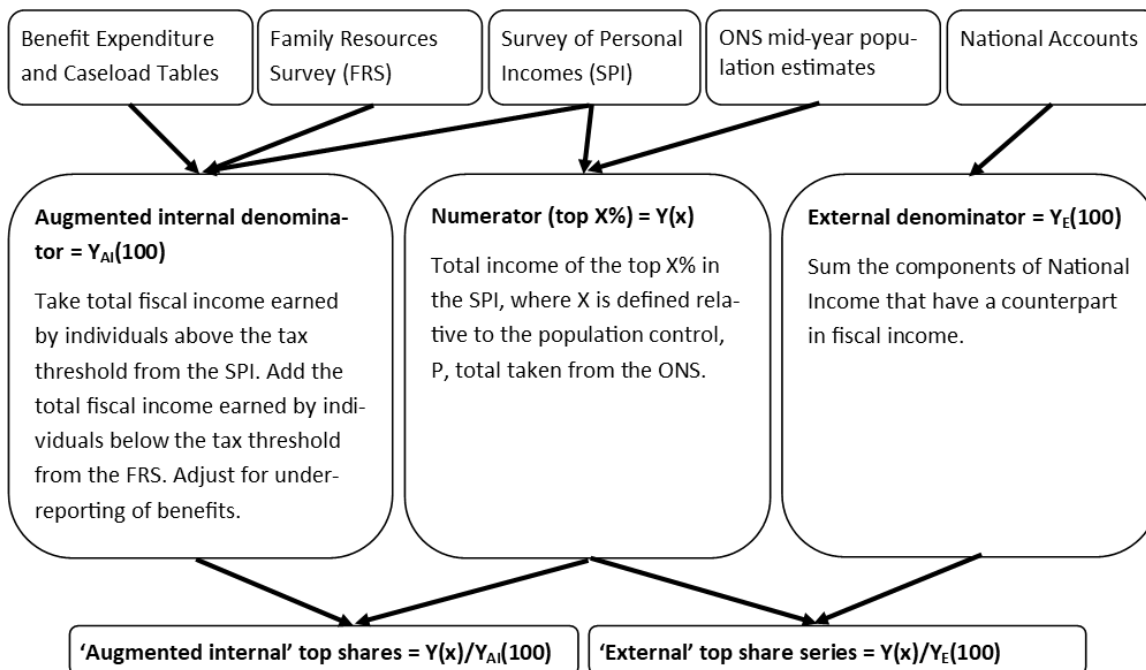 Benefit Expenditure
and Caseload Tables
Family Resources
Survey (FRS)
Survey of Personal
Incomes (SPI)
ONS mid-year popu-
lation estimates
National Accounts
Augmented internal denomina-
tor = Y_AI(100)
Take total fiscal income earned
by individuals above the tax
threshold from the SPI. Add the
total fiscal income earned by indi-
viduals below the tax threshold
from the FRS. Adjust for under-
reporting of benefits.
Numerator (top X%) = Y(x)
Total income of the top X% in
the SPI, where X is defined rela-
tive to the population control,
P, total taken from the ONS.
External denominator = Y_E(100)
Sum the components of National
Income that have a counterpart
in fiscal income.
‘Augmented internal’ top shares = Y(x)/Y_AI(100)
‘External’ top share series = Y(x)/Y_E(100)